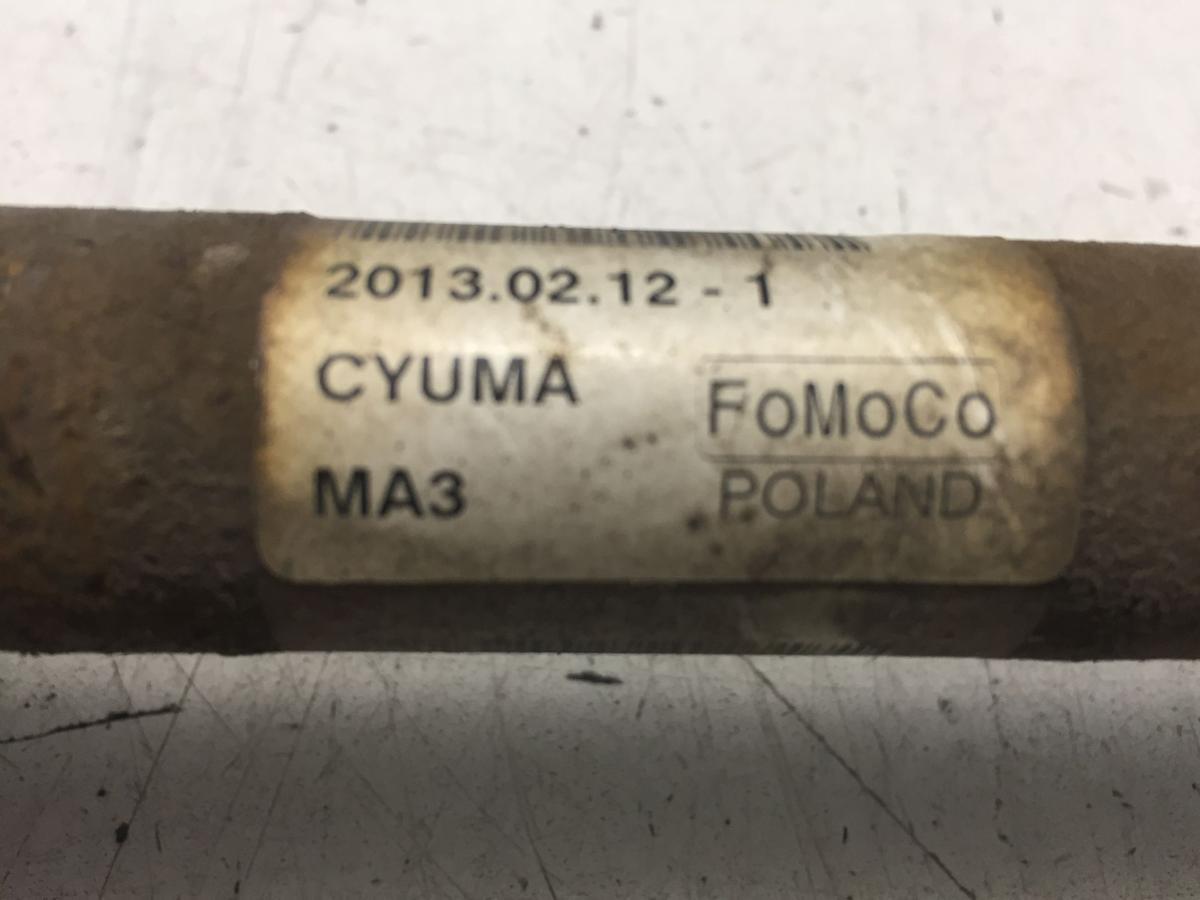 2013.02.12 - 1
CYUMA
FoMoCo
MA3
POLAND